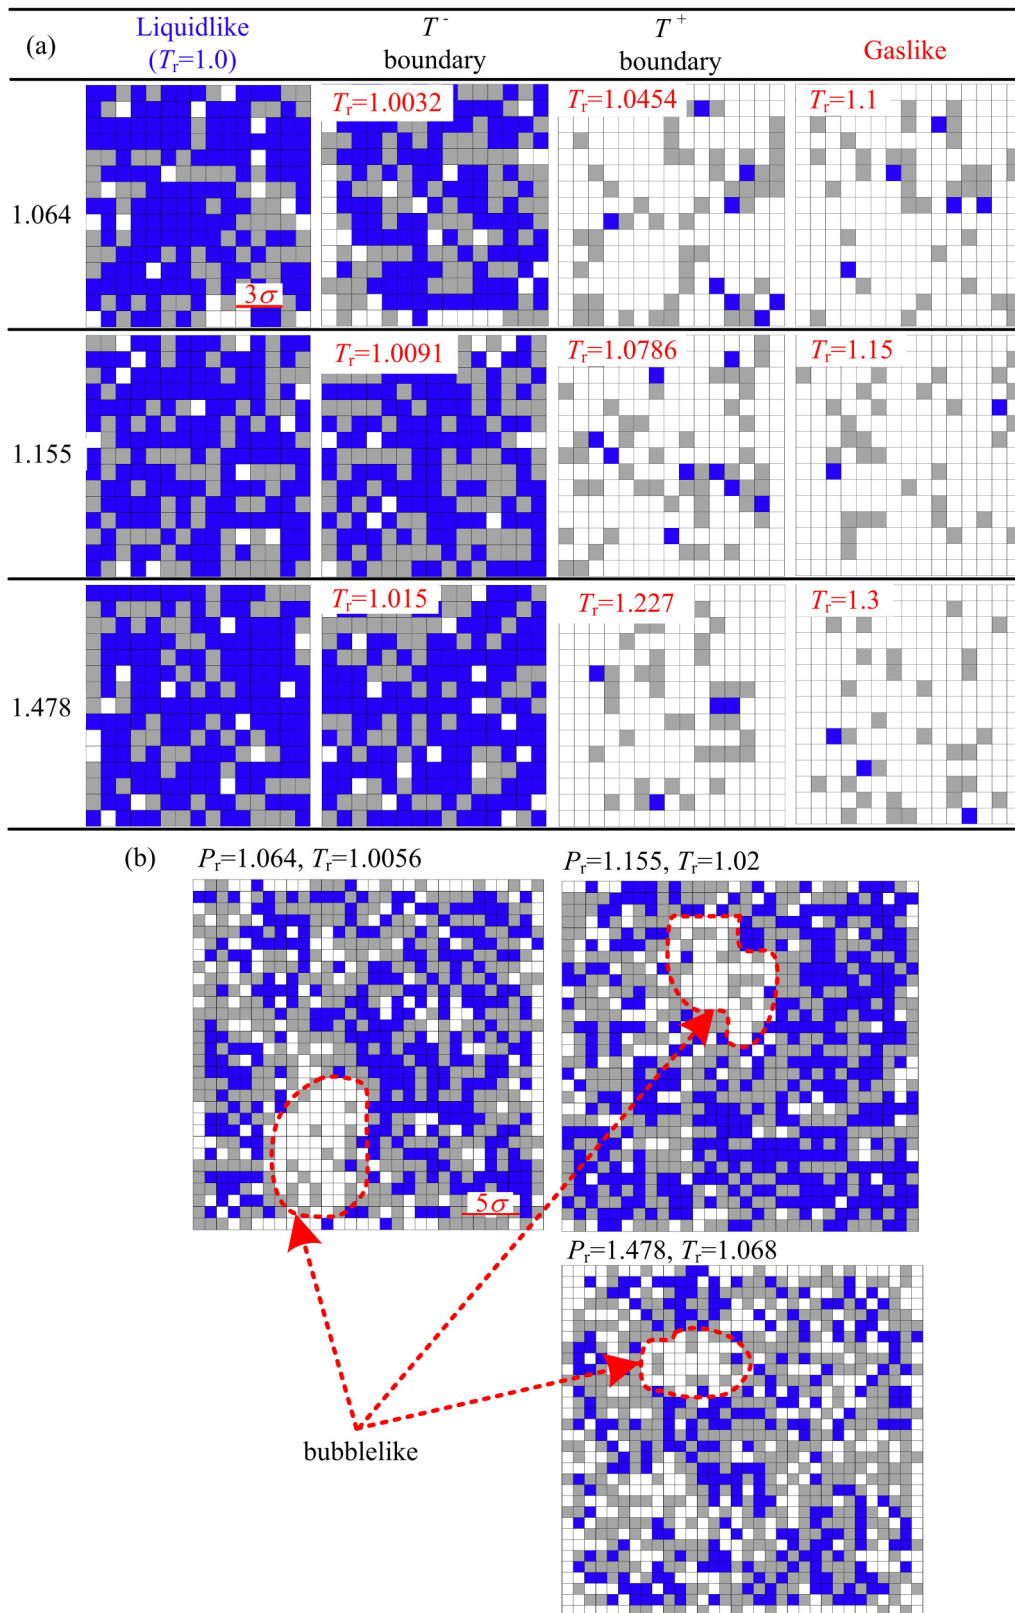 (a)
Liquidlike
(Tr=1.0)
T -
boundary
T +
boundary
Gaslike
1.064
Tr=1.0032
Tr=1.0454
Tr=1.1
3σ
1.155
Tr=1.0091
Tr=1.0786
Tr=1.15
1.478
Tr=1.015
Tr=1.227
Tr=1.3
(b)
Pr=1.064, Tr=1.0056
Pr=1.155, Tr=1.02
5σ
Pr=1.478, Tr=1.068
bubblelike